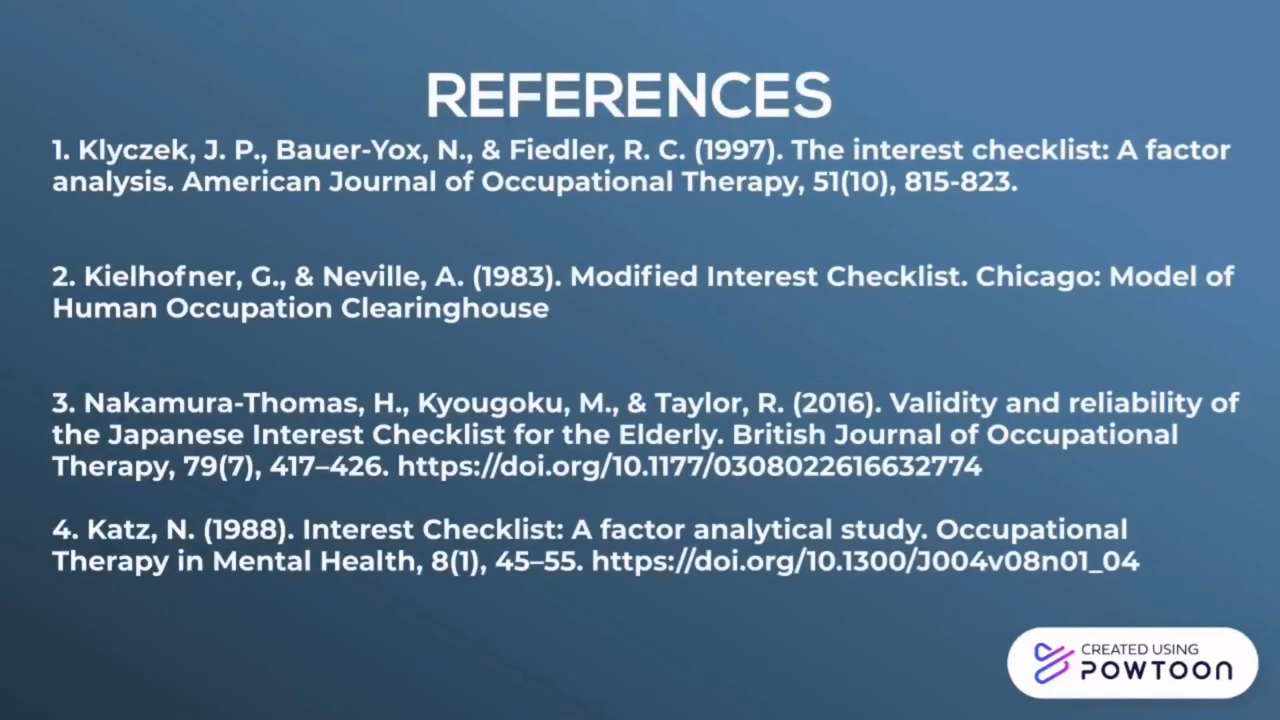 REFERENCES
1. Klyczek, J. P., Bauer-Yox, N., & Fiedler, R. C. (1997). The interest checklist: A factor
analysis. American Journal of Occupational Therapy, 51(10), 815-823.
2. Kielhofner, G., & Neville, A. (1983). Modified Interest Checklist. Chicago: Model of
Human Occupation Clearinghouse
3. Nakamura-Thomas, H., Kyougoku, M., & Taylor, R. (2016). Validity and reliability of
the Japanese Interest Checklist for the Elderly. British Journal of Occupational
Therapy, 79(7), 417–426. https://doi.org/10.1177/0308022616632774
4. Katz, N. (1988). Interest Checklist: A factor analytical study. Occupational
Therapy in Mental Health, 8(1), 45–55. https://doi.org/10.1300/J004v08n01_04
CREATED USING
POWTOON